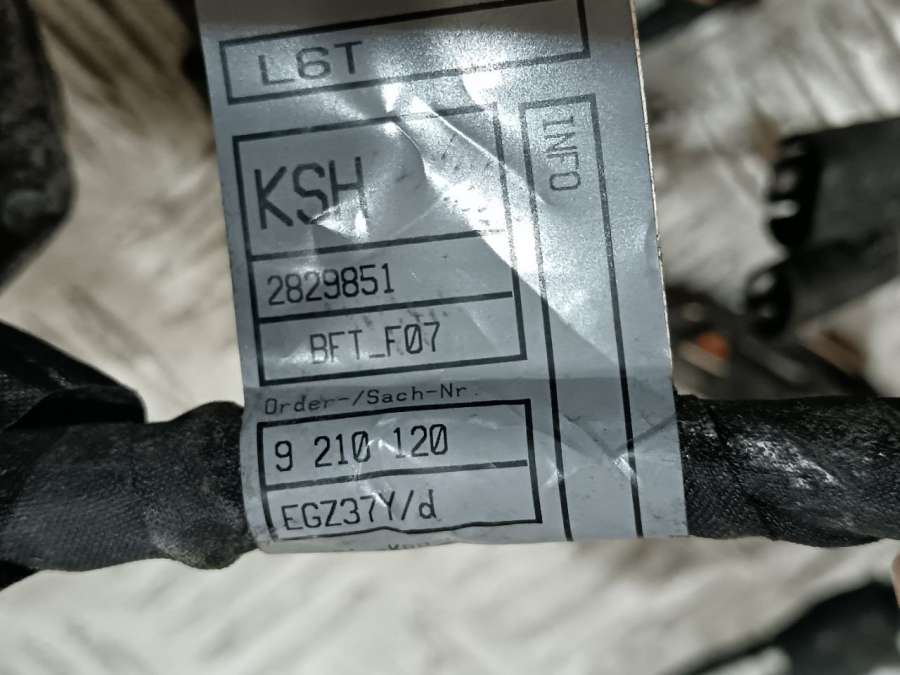 L6T
KSH
INFO
2829851
BFT_F07
Order-/Sach-Nr.
9 210 120
EGZ37Y/d